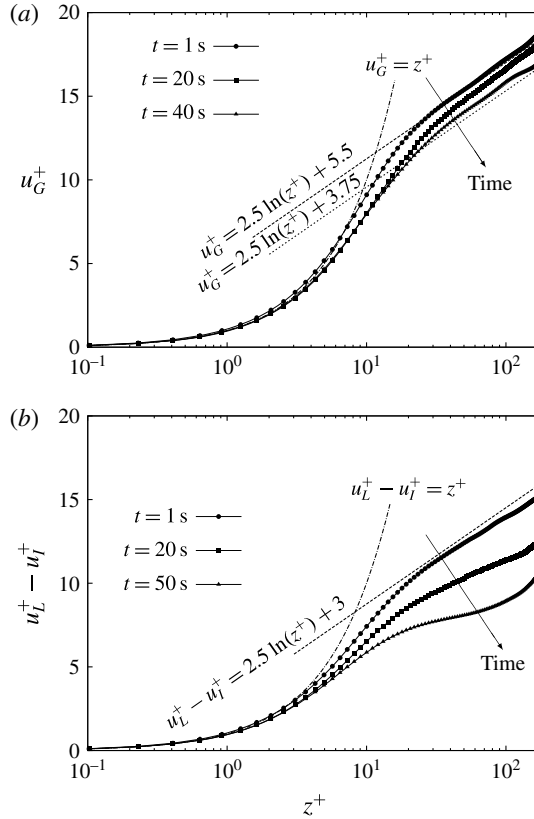 (a)
20
15
10
5
0
u_G^+
t = 1 s
t = 20 s
t = 40 s
u_G^+ = z^+
u_G^+ = 2.5 ln(z^+) + 5.5
u_G^+ = 2.5 ln(z^+) + 3.75
Time
10^{-1} 10^0 10^1 10^2
(b)
20
15
10
5
0
u_L^+ − u_I^+
t = 1 s
t = 20 s
t = 50 s
u_L^+ − u_I^+ = z^+
u_L^+ − u_I^+ = 2.5 ln(z^+) + 3
Time
10^{-1} 10^0 10^1 10^2
z^+